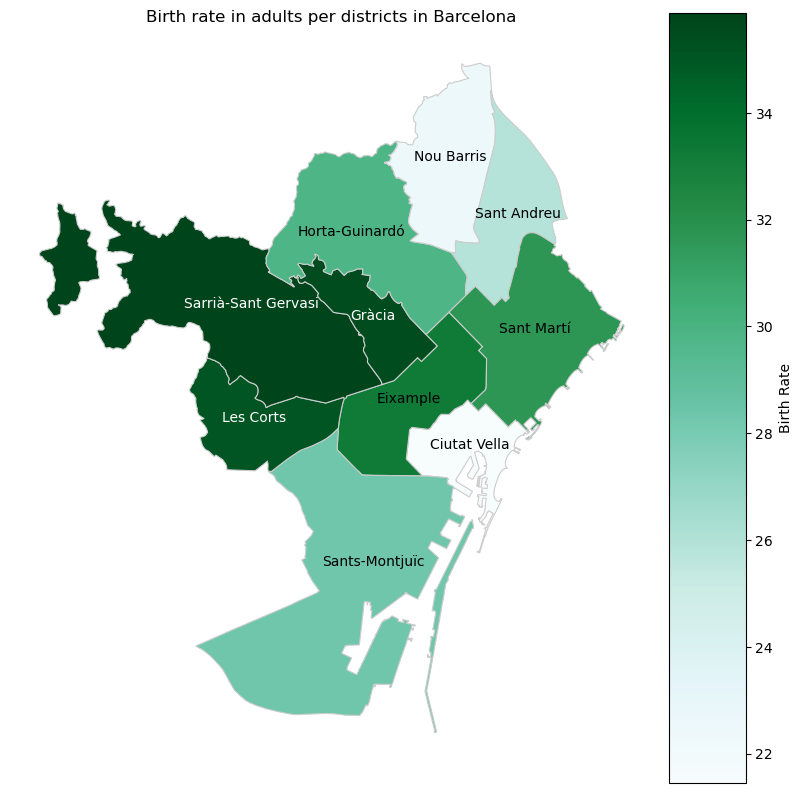 Birth rate in adults per districts in Barcelona
Nou Barris
Sant Andreu
Horta-Guinardó
Sarrià-Sant Gervasi
Gràcia
Sant Martí
Eixample
Les Corts
Ciutat Vella
Sants-Montjuïc
34
32
30
28
26
24
22
Birth Rate